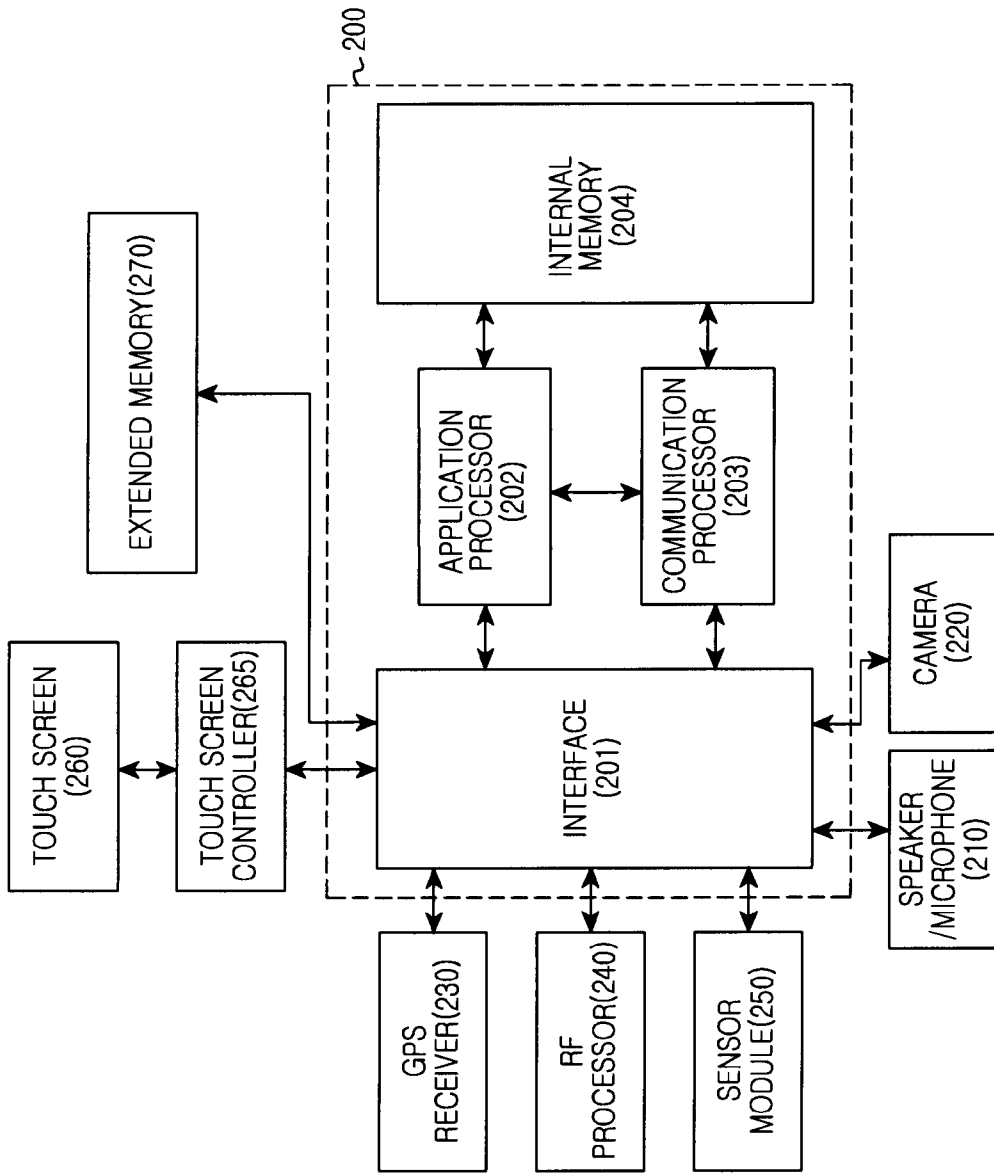 TOUCH SCREEN
(260)
TOUCH SCREEN
CONTROLLER(265)
EXTENDED MEMORY(270)
200
GPS
RECEIVER(230)
RF
PROCESSOR(240)
SENSOR
MODULE(250)
INTERFACE
(201)
APPLICATION
PROCESSOR
(202)
COMMUNICATION
PROCESSOR
(203)
INTERNAL
MEMORY
(204)
SPEAKER
/MICROPHONE
(210)
CAMERA
(220)